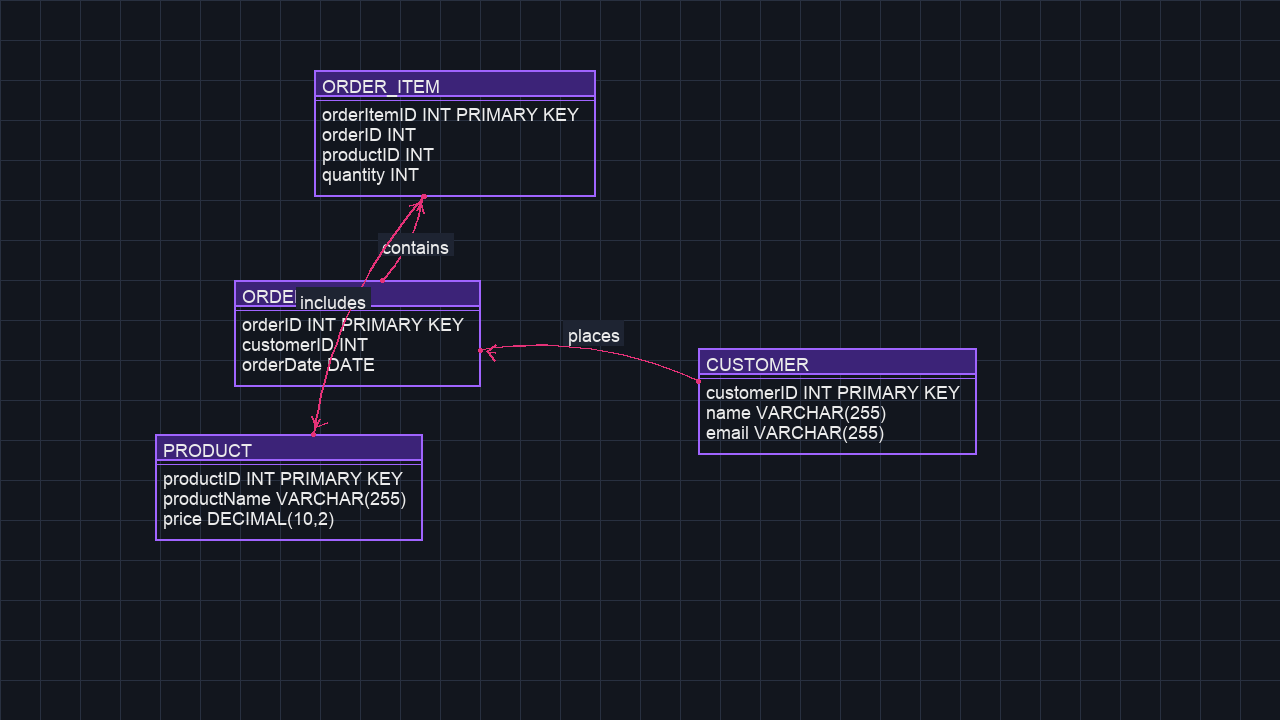 ORDER_ITEM
orderItemID INT PRIMARY KEY
orderID INT
productID INT
quantity INT
contains
includes
orderID INT PRIMARY KEY
customerID INT
orderDate DATE
places
CUSTOMER
customerID INT PRIMARY KEY
name VARCHAR(255)
email VARCHAR(255)
PRODUCT
productID INT PRIMARY KEY
productName VARCHAR(255)
price DECIMAL(10,2)